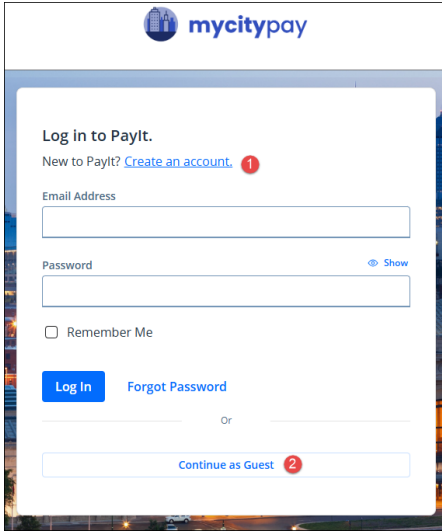 mycitypay
Log in to PayIt.
New to PayIt? Create an account. 1
Email Address
Password Show
Remember Me
Log In Forgot Password
Or
Continue as Guest 2